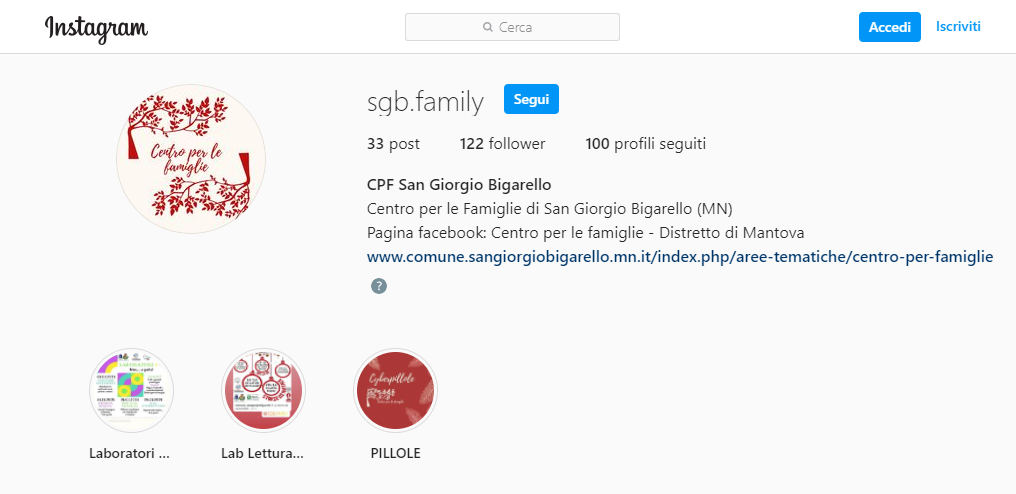 Instagram
Cerca
Accedi
Iscriviti
Centro per le
famiglie
sgb.family
Segui
33 post
122 follower
100 profili seguiti
CPF San Giorgio Bigarello
Centro per le Famiglie di San Giorgio Bigarello (MN)
Pagina facebook: Centro per le famiglie - Distretto di Mantova
www.comune.sangiorgiobigarello.mn.it/index.php/aree-tematiche/centro-per-famiglie
?
Cyberpillole
Laboratori ...
Lab Lettura...
PILLOLE